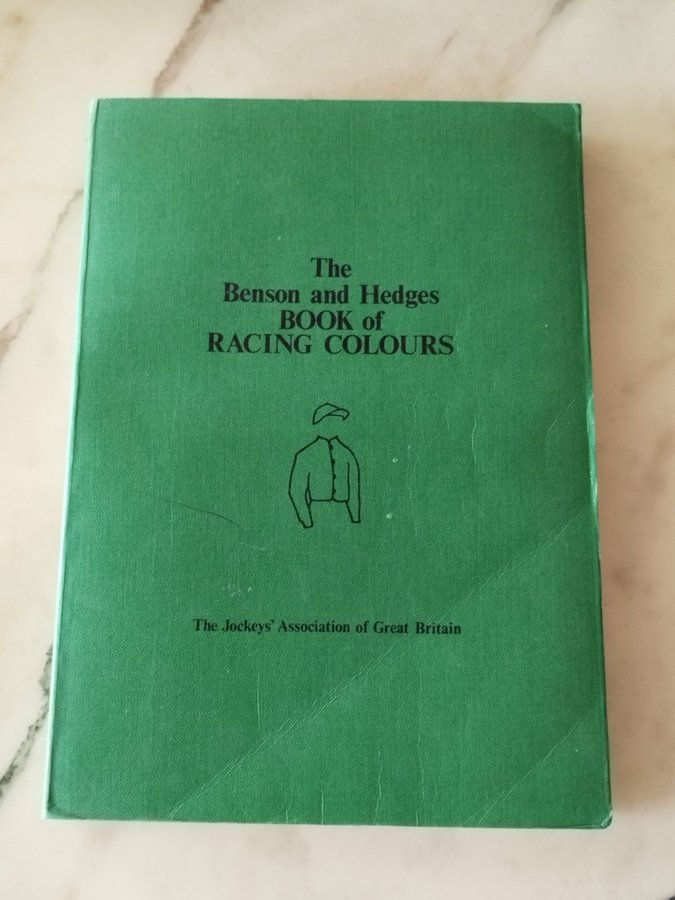 The
Benson and Hedges
BOOK of
RACING COLOURS
The Jockeys' Association of Great Britain